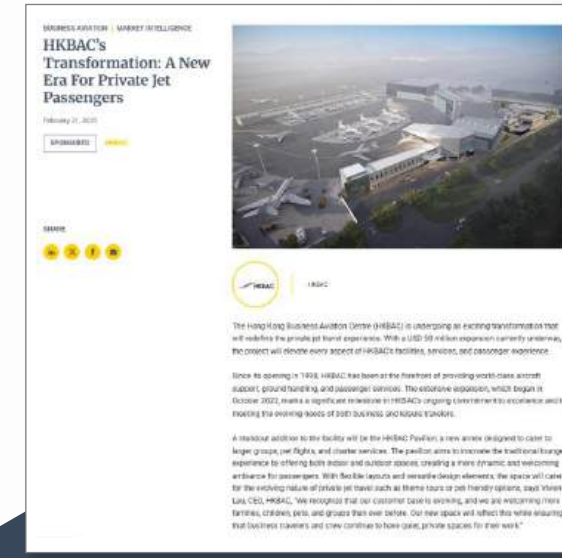 BUSINESS AVIATION | MARKET INTELLIGENCE
HKBAC's
Transformation: A New
Era For Private Jet
Passengers
February 21, 2025
SPONSORED HKBAC
SHARE
HKBAC
HKBAC
The Hong Kong Business Aviation Centre (HKBAC) is undergoing an exciting transformation that
will redefine the private jet travel experience. With a USD 50 million expansion currently underway,
the project will elevate every aspect of HKBAC's facilities, services, and passenger experience.
Since its opening in 1998, HKBAC has been at the forefront of providing world-class aircraft
support, ground handling, and passenger services. The extensive expansion, which began in
October 2022, marks a significant milestone in HKBAC's ongoing commitment to excellence and to
meeting the evolving needs of both business and leisure travelers.
A standout addition to the facility will be the HKBAC Pavilion, a new annex designed to cater to
larger groups, pet flights, and charter services. The pavilion aims to innovate the traditional lounge
experience by offering both indoor and outdoor spaces, creating a more dynamic and welcoming
ambiance for passengers. With flexible layouts and versatile design elements, the space will cater
for the evolving nature of private jet travel such as theme tours or pet-friendly options, says Vivian
Lau, CEO, HKBAC, "We recognize that our customer base is evolving, and we are welcoming more
families, children, pets, and groups than ever before. Our new space will reflect this while ensuring
that business travelers and crew continue to have quiet, private spaces for their work."